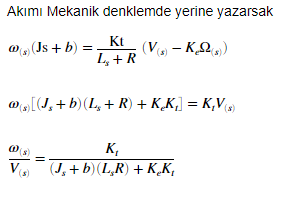 Akımı Mekanik denklemde yerine yazarsak
ω₍ₛ₎(Js + b) = Kt / (Lₛ + R) (V₍ₛ₎ − KₑΩ₍ₛ₎)
ω₍ₛ₎[(Jₛ + b)(Lₛ + R) + KₑKₜ] = KₜV₍ₛ₎
ω₍ₛ₎ / V₍ₛ₎ = Kₜ / ((Jₛ + b)(LₛR) + KₑKₜ)